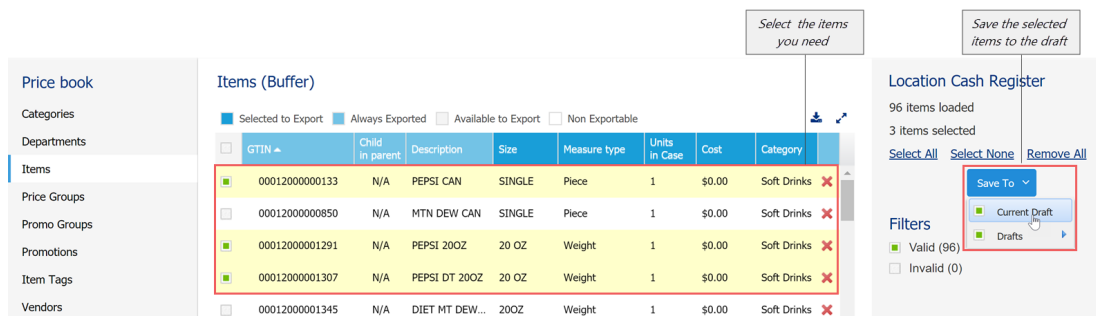 Select the items
you need
Save the selected
items to the draft
Price book
Categories
Departments
Items
Price Groups
Promo Groups
Promotions
Item Tags
Vendors
Items (Buffer)
Selected to Export Always Exported Available to Export Non Exportable
GTIN Child in parent Description Size Measure type Units in Case Cost Category
00012000000133 N/A PEPSI CAN SINGLE Piece 1 $0.00 Soft Drinks
00012000000850 N/A MTN DEW CAN SINGLE Piece 1 $0.00 Soft Drinks
00012000001291 N/A PEPSI 20OZ 20 OZ Weight 1 $0.00 Soft Drinks
00012000001307 N/A PEPSI DT 20OZ 20 OZ Weight 1 $0.00 Soft Drinks
00012000001345 N/A DIET MT DEW... 20OZ Weight 1 $0.00 Soft Drinks
Location Cash Register
96 items loaded
3 items selected
Select All Select None Remove All
Save To
Current Draft
Drafts
Filters
Valid (96)
Invalid (0)